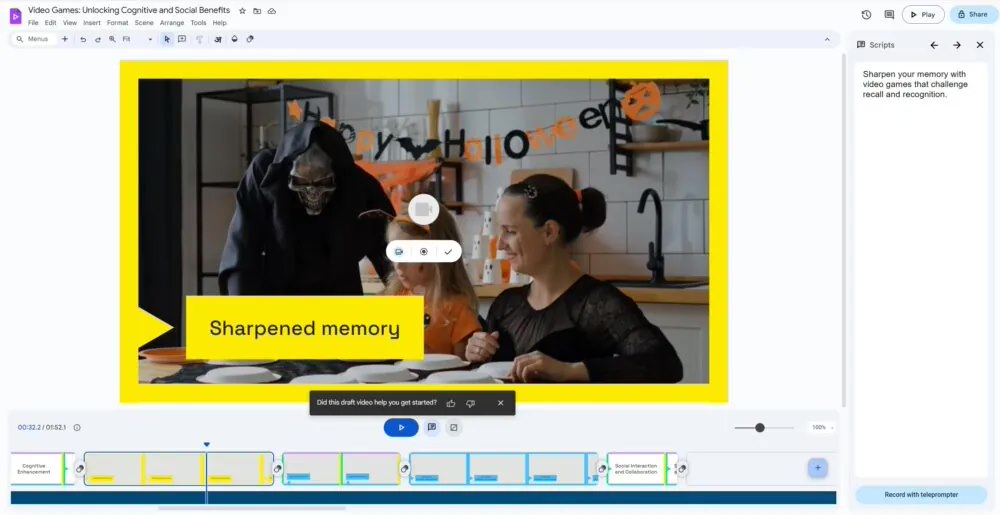 Video Games: Unlocking Cognitive and Social Benefits
File Edit View Insert Format Scene Arrange Tools Help
Play
Share
Menus
Fit
Scripts
Sharpen your memory with
video games that challenge
recall and recognition.
Happy Halloween
Sharpened memory
Did this draft video help you get started?
00:32.2 / 01:52.1
100%
Cognitive
Enhancement
Social Interaction
and Collaboration
Record with teleprompter